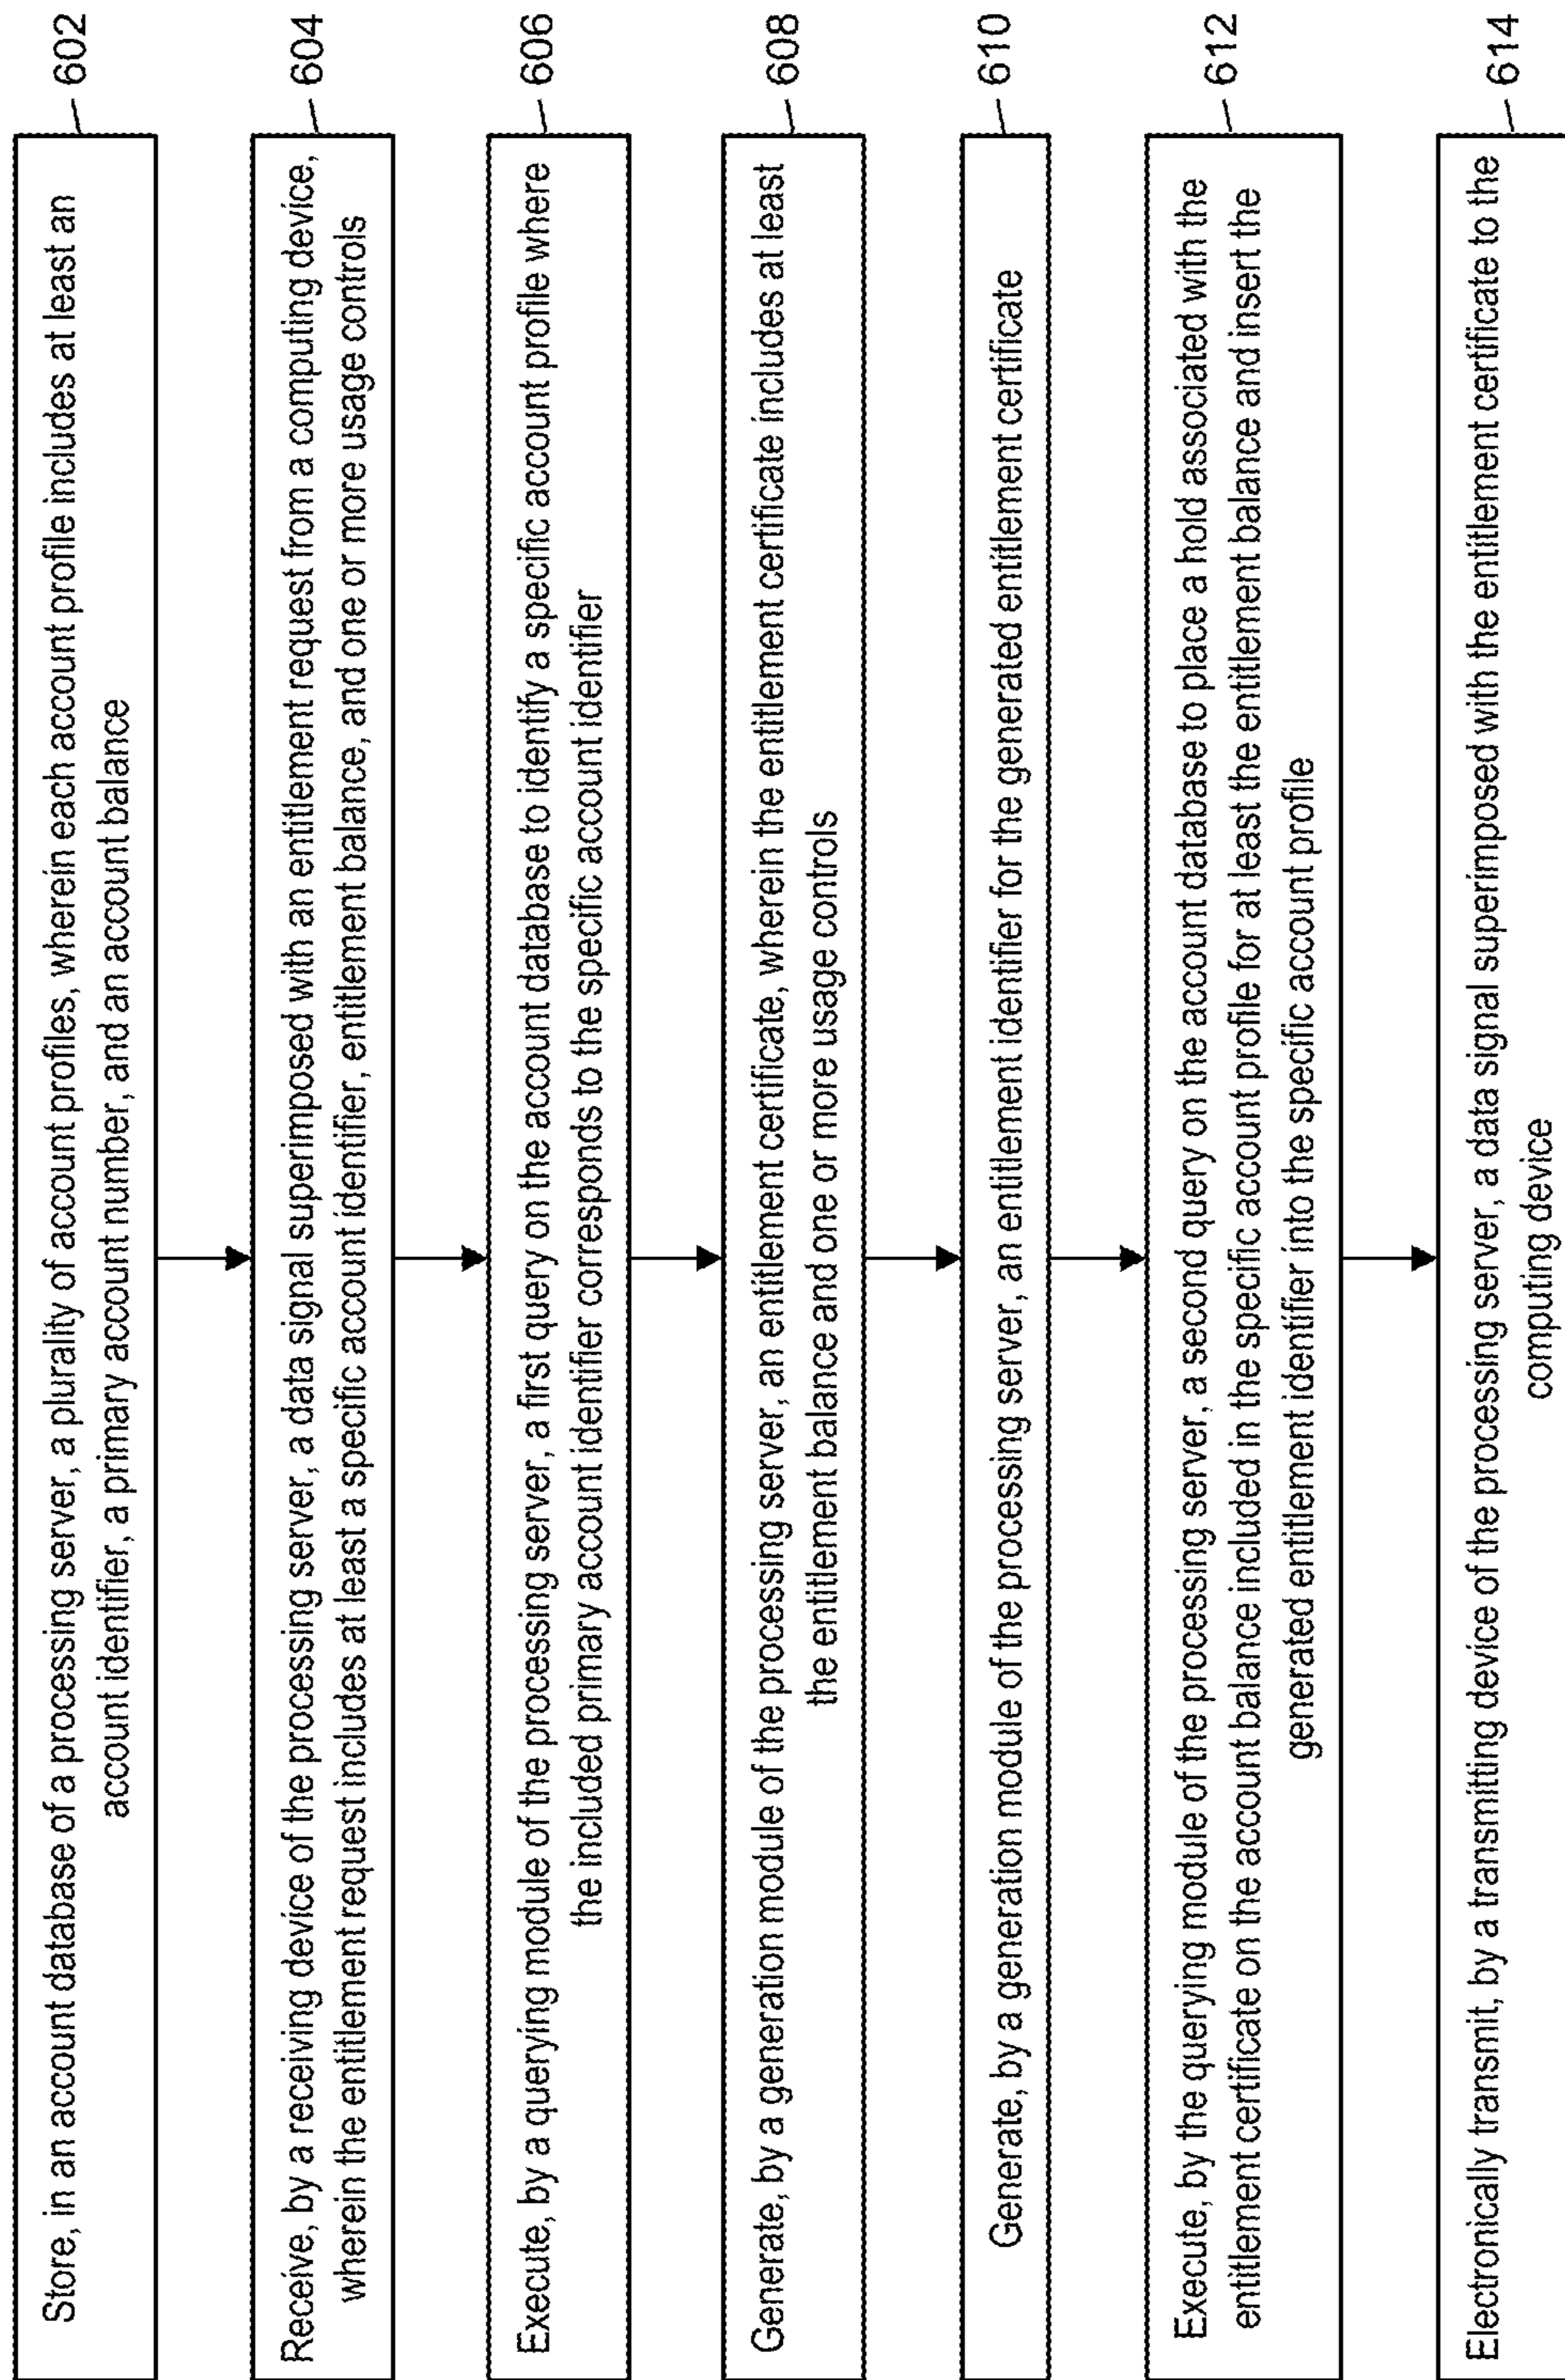 Store, in an account database of a processing server, a plurality of account profiles, wherein each account profile includes at least an
account identifier, a primary account number, and an account balance
602
Receive, by a receiving device of the processing server, a data signal superimposed with an entitlement request from a computing device,
wherein the entitlement request includes at least a specific account identifier, entitlement balance, and one or more usage controls
604
Execute, by a querying module of the processing server, a first query on the account database to identify a specific account profile where
the included primary account identifier corresponds to the specific account identifier
606
Generate, by a generation module of the processing server, an entitlement certificate, wherein the entitlement certificate includes at least
the entitlement balance and one or more usage controls
608
Generate, by a generation module of the processing server, an entitlement identifier for the generated entitlement certificate
610
Execute, by the querying module of the processing server, a second query on the account database to place a hold associated with the
entitlement certificate on the account balance included in the specific account profile for at least the entitlement balance and insert the
generated entitlement identifier into the specific account profile
612
Electronically transmit, by a transmitting device of the processing server, a data signal superimposed with the entitlement certificate to the
computing device
614